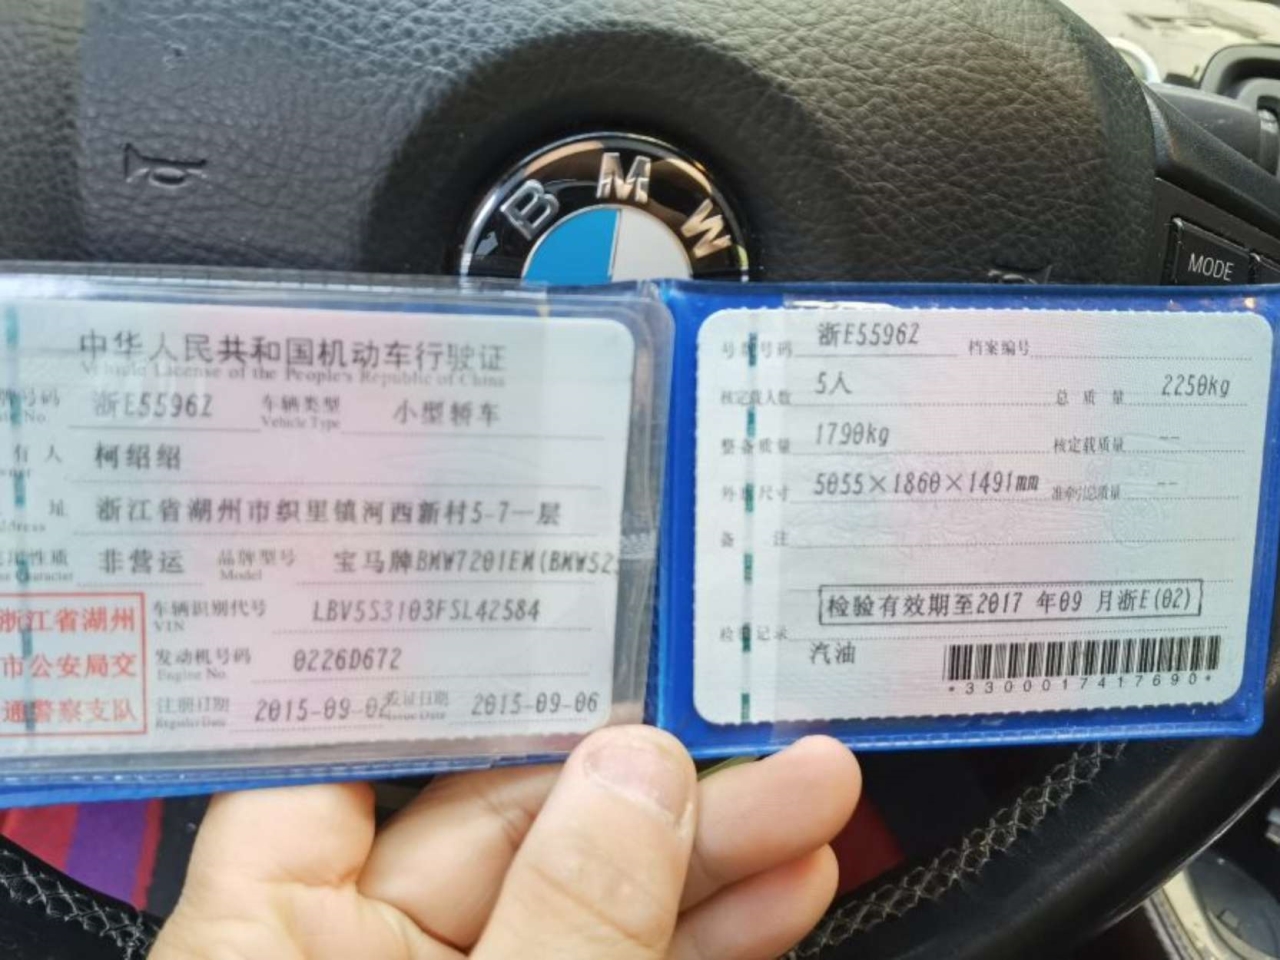 BMW
MODE
中华人民共和国机动车行驶证
Vehicle License of the People's Republic of China
牌号码 浙E5596Z 车辆类型 小型轿车
Vehicle Type
有人 柯绍绍
址 浙江省湖州市织里镇河西新村5-7一层
性质 非营运 品牌型号 宝马牌BMW7201EM(BMW52
Character Model
浙江省湖州
市公安局交
通警察支队
车辆识别代号 LBV5S3103FSL42584
VIN
发动机号码 0226D672
Engine No.
注册日期 2015-09-02 发证日期 2015-09-06
Register Date Issue Date
号牌号码 浙E5596Z 档案编号
核定载人数 5人 总质量 2250kg
整备质量 1790kg 核定载质量 --
外廓尺寸 5055×1860×1491mm 准牵引总质量 --
备注
检验有效期至2017 年09 月浙E(02)
检验记录
汽油
*3300017417690*